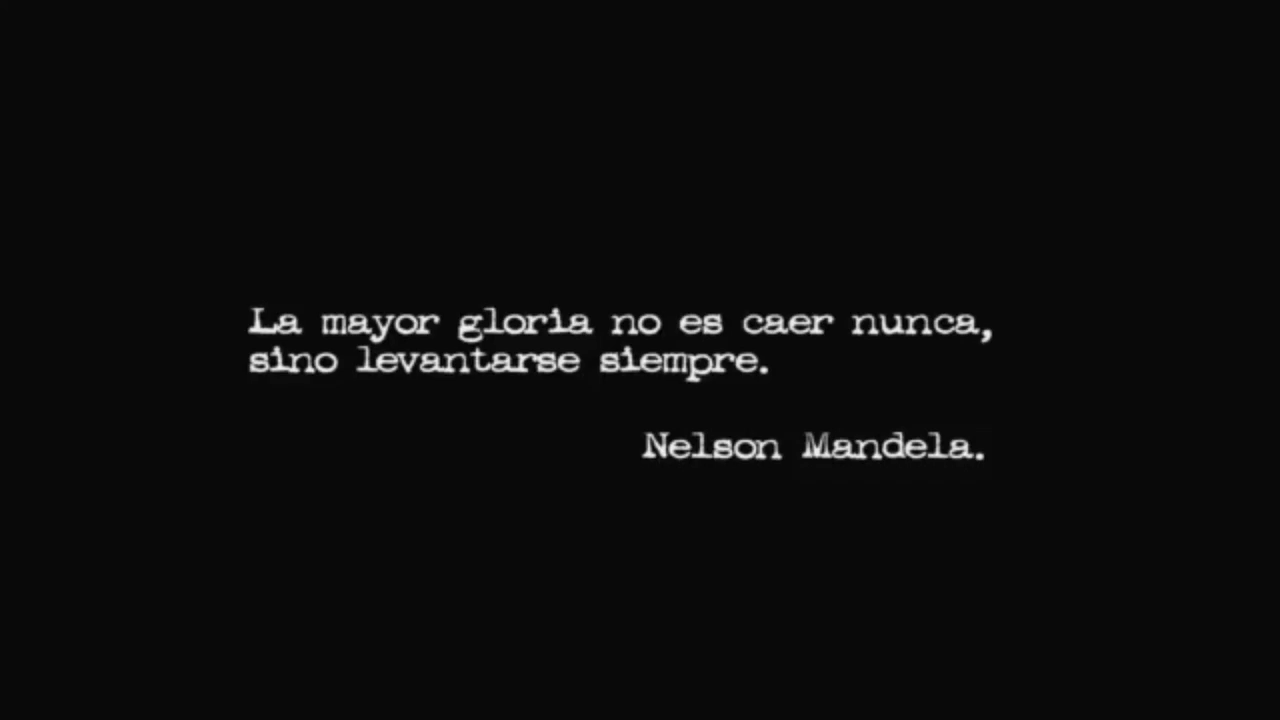 La mayor gloria no es caer nunca,
sino levantarse siempre.
Nelson Mandela.